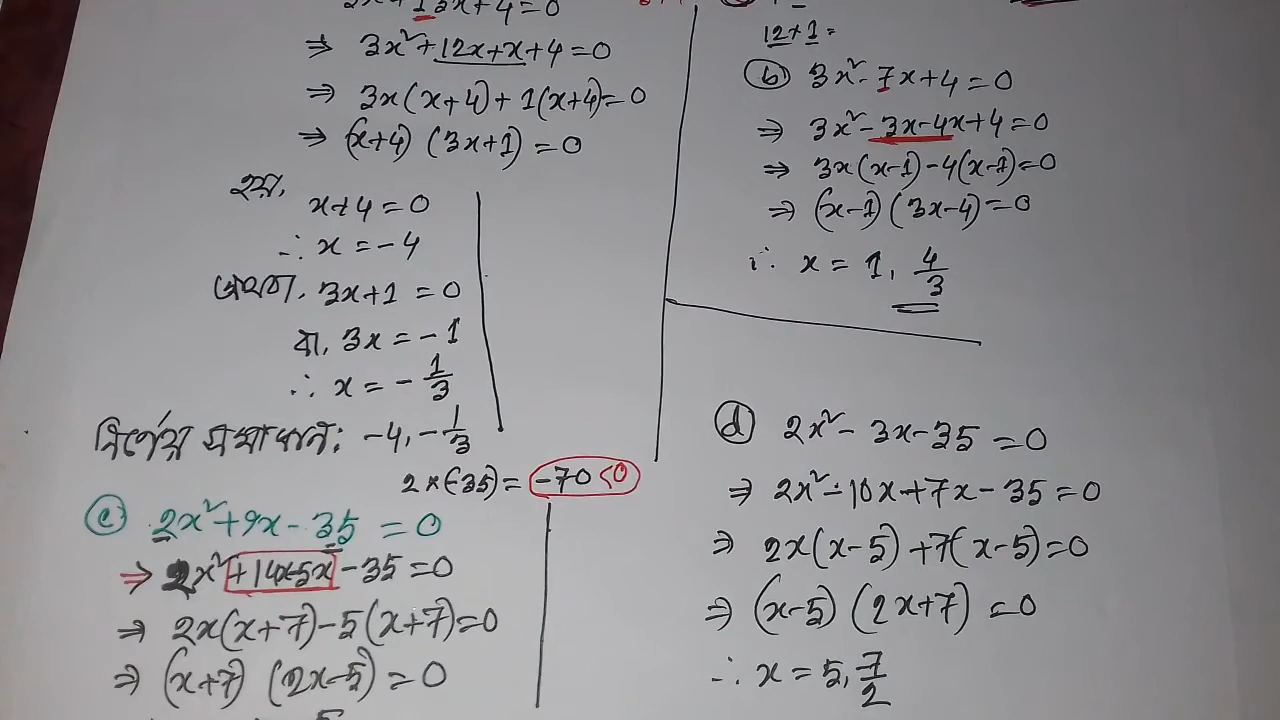 + 4 = 0
⇒ 3x² + 12x + x + 4 = 0
⇒ 3x(x+4) + 1(x+4) = 0
⇒ (x+4) (3x+1) = 0
হয়, x+4 = 0
∴ x = -4
অথবা, 3x+1 = 0
বা, 3x = -1
∴ x = - 1/3
নির্ণেয় সমাধান: -4, - 1/3
2×(-35) = -70 < 0
ⓒ 2x² + 9x - 35 = 0
⇒ 2x² + 14x - 5x - 35 = 0
⇒ 2x(x+7) - 5(x+7) = 0
⇒ (x+7) (2x-5) = 0
12+1 =
ⓑ 3x² - 7x + 4 = 0
⇒ 3x² - 3x - 4x + 4 = 0
⇒ 3x(x-1) - 4(x-1) = 0
⇒ (x-1) (3x-4) = 0
∴ x = 1, 4/3
ⓓ 2x² - 3x - 35 = 0
⇒ 2x² - 10x + 7x - 35 = 0
⇒ 2x(x-5) + 7(x-5) = 0
⇒ (x-5) (2x+7) = 0
∴ x = 5, 7/2